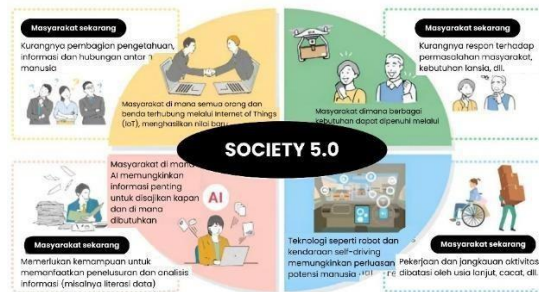 Masyarakat sekarang
Kurangnya pembagian pengetahuan,
informasi dan hubungan antar
manusia
Masyarakat di mana semua orang dan
benda terhubung melalui Internet of Things
(IoT), menghasilkan nilai baru
Masyarakat dimana berbagai
kebutuhan dapat dipenuhi melalui
Masyarakat sekarang
Kurangnya respon terhadap
permasalahan masyarakat,
kebutuhan lansia, dll.
SOCIETY 5.0
Masyarakat di mana
AI memungkinkan
informasi penting
untuk disajikan kapan
dan di mana
dibutuhkan
AI
Masyarakat sekarang
Memerlukan kemampuan untuk
memanfaatkan penelusuran dan analisis
informasi (misalnya literasi data)
Teknologi seperti robot dan
kendaraan self-driving
memungkinkan perluasan
potensi manusia
Masyarakat sekarang
Pekerjaan dan jangkauan aktivitas
dibatasi oleh usia lanjut, cacat, dll.